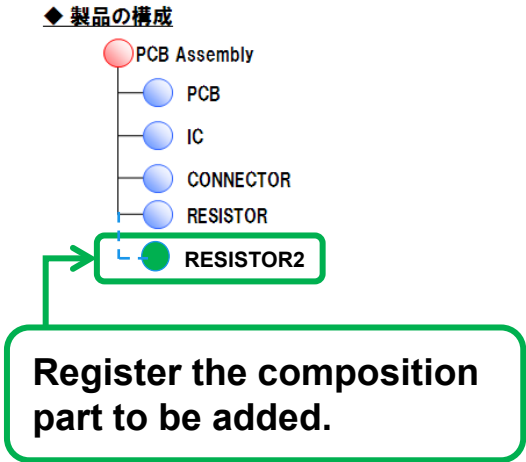 ◆ 製品の構成
PCB Assembly
PCB
IC
CONNECTOR
RESISTOR
RESISTOR2
Register the composition
part to be added.